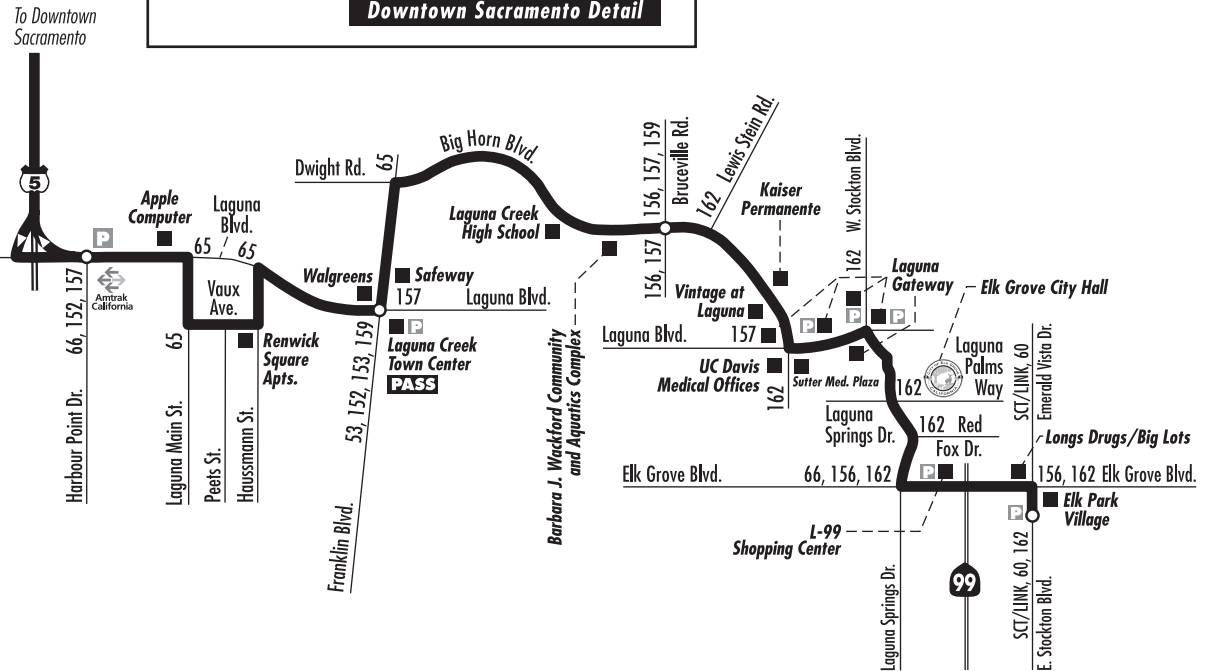 Downtown Sacramento Detail
To Downtown
Sacramento
5
Big Horn Blvd.
Dwight Rd.
65
156, 157, 159
Bruceville Rd.
162
Lewis Stein Rd.
W. Stockton Blvd.
162
Apple
Computer
Laguna
Blvd.
P
65
65
Laguna Creek
High School
Kaiser
Permanente
Laguna
Gateway
Elk Grove City Hall
Amtrak
California
66, 152, 157
Harbour Point Dr.
Vaux
Ave.
Walgreens
Safeway
157
Laguna Blvd.
156, 157
Vintage at
Laguna
P
P
P
Laguna Blvd.
157
65
Laguna Main St.
Peets St.
Haussmann St.
Renwick
Square
Apts.
P
Laguna Creek
Town Center
PASS
53, 152, 153, 159
Franklin Blvd.
Barbara J. Wackford Community
and Aquatics Complex
UC Davis
Medical Offices
162
Sutter Med. Plaza
162
Laguna
Palms
Way
SCT/LINK, 60
Emerald Vista Dr.
Laguna
Springs Dr.
162 Red
Fox Dr.
Longs Drugs/Big Lots
Elk Grove Blvd.
66, 156, 162
P
156, 162 Elk Grove Blvd.
Elk Park
Village
P
L-99
Shopping Center
99
Laguna Springs Dr.
SCT/LINK, 60, 162
E. Stockton Blvd.